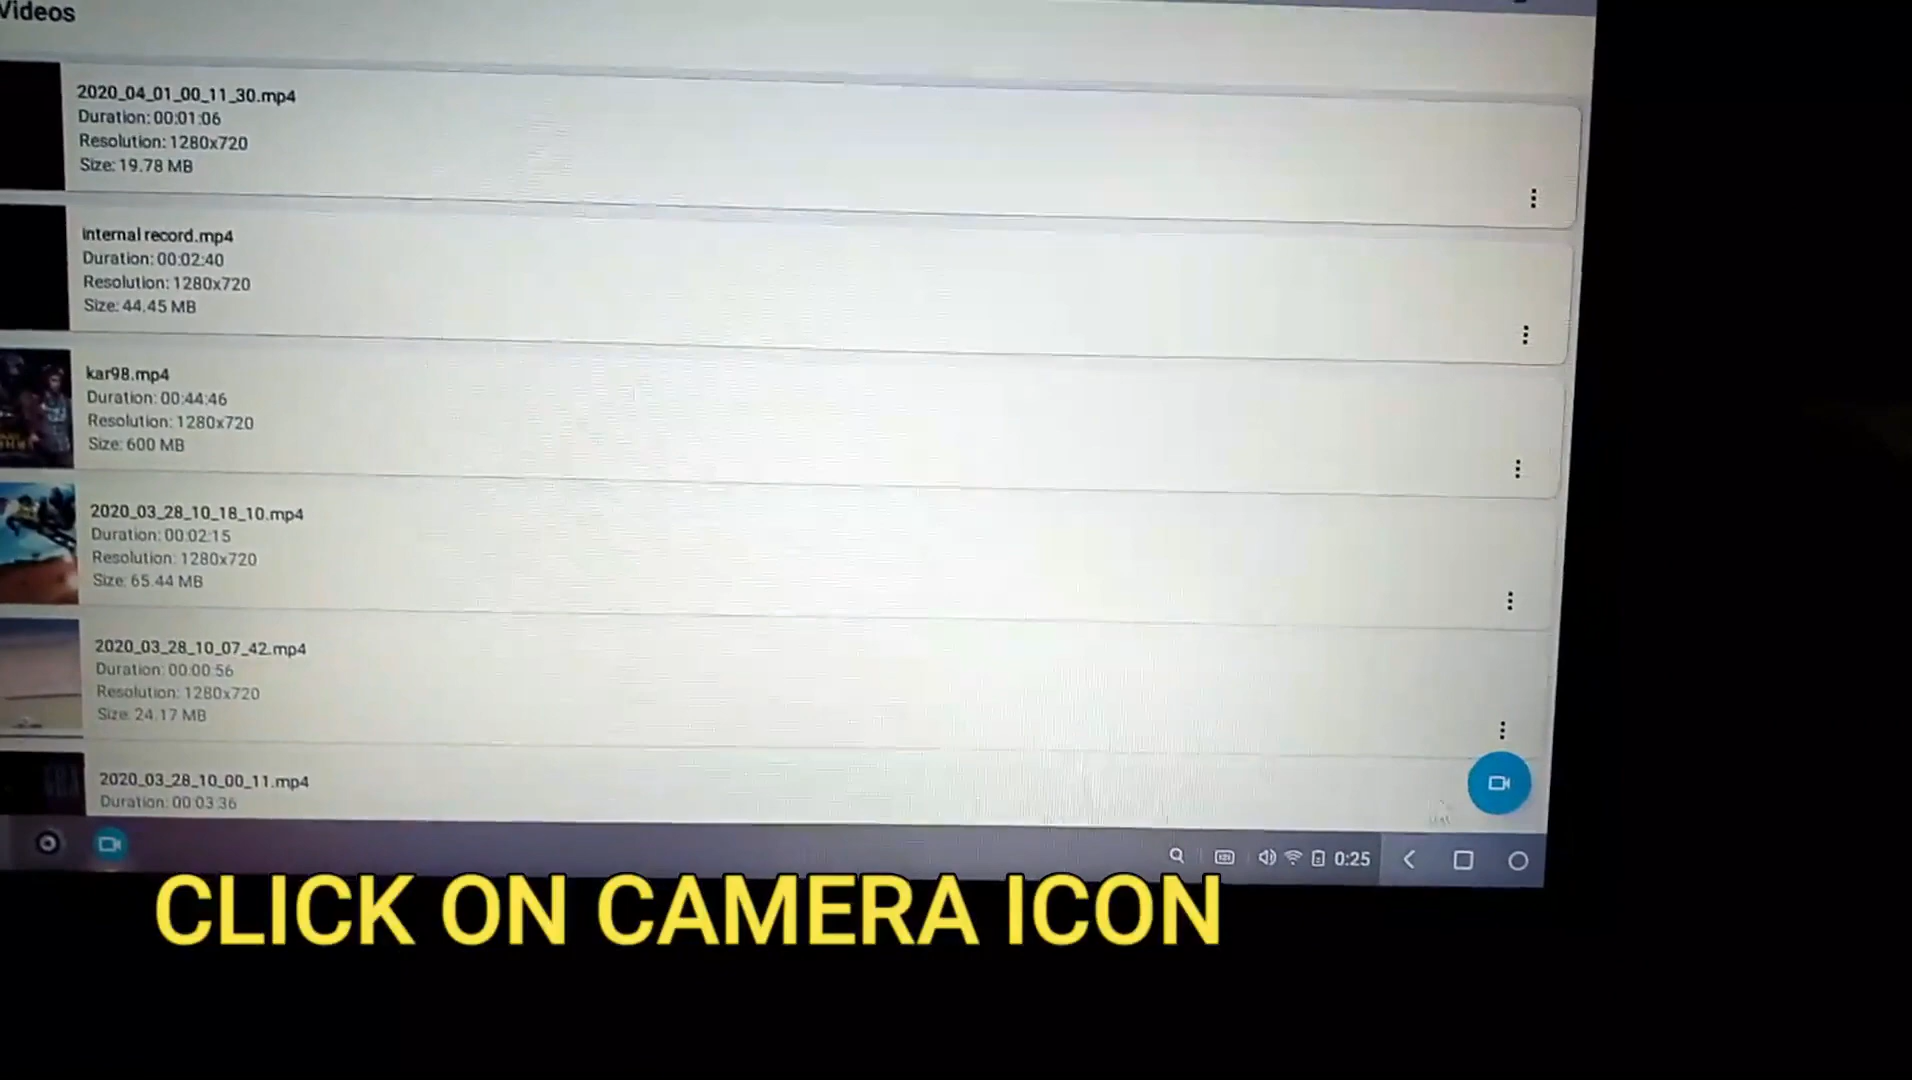 Videos
2020_04_01_00_11_30.mp4
Duration: 00:01:06
Resolution: 1280x720
Size: 19.78 MB
internal record.mp4
Duration: 00:02:40
Resolution: 1280x720
Size: 44.45 MB
kar98.mp4
Duration: 00:44:46
Resolution: 1280x720
Size: 600 MB
2020_03_28_10_18_10.mp4
Duration: 00:02:15
Resolution: 1280x720
Size: 65.44 MB
2020_03_28_10_07_42.mp4
Duration: 00:00:56
Resolution: 1280x720
Size: 24.17 MB
2020_03_28_10_00_11.mp4
Duration: 00:03:36
0:25
CLICK ON CAMERA ICON